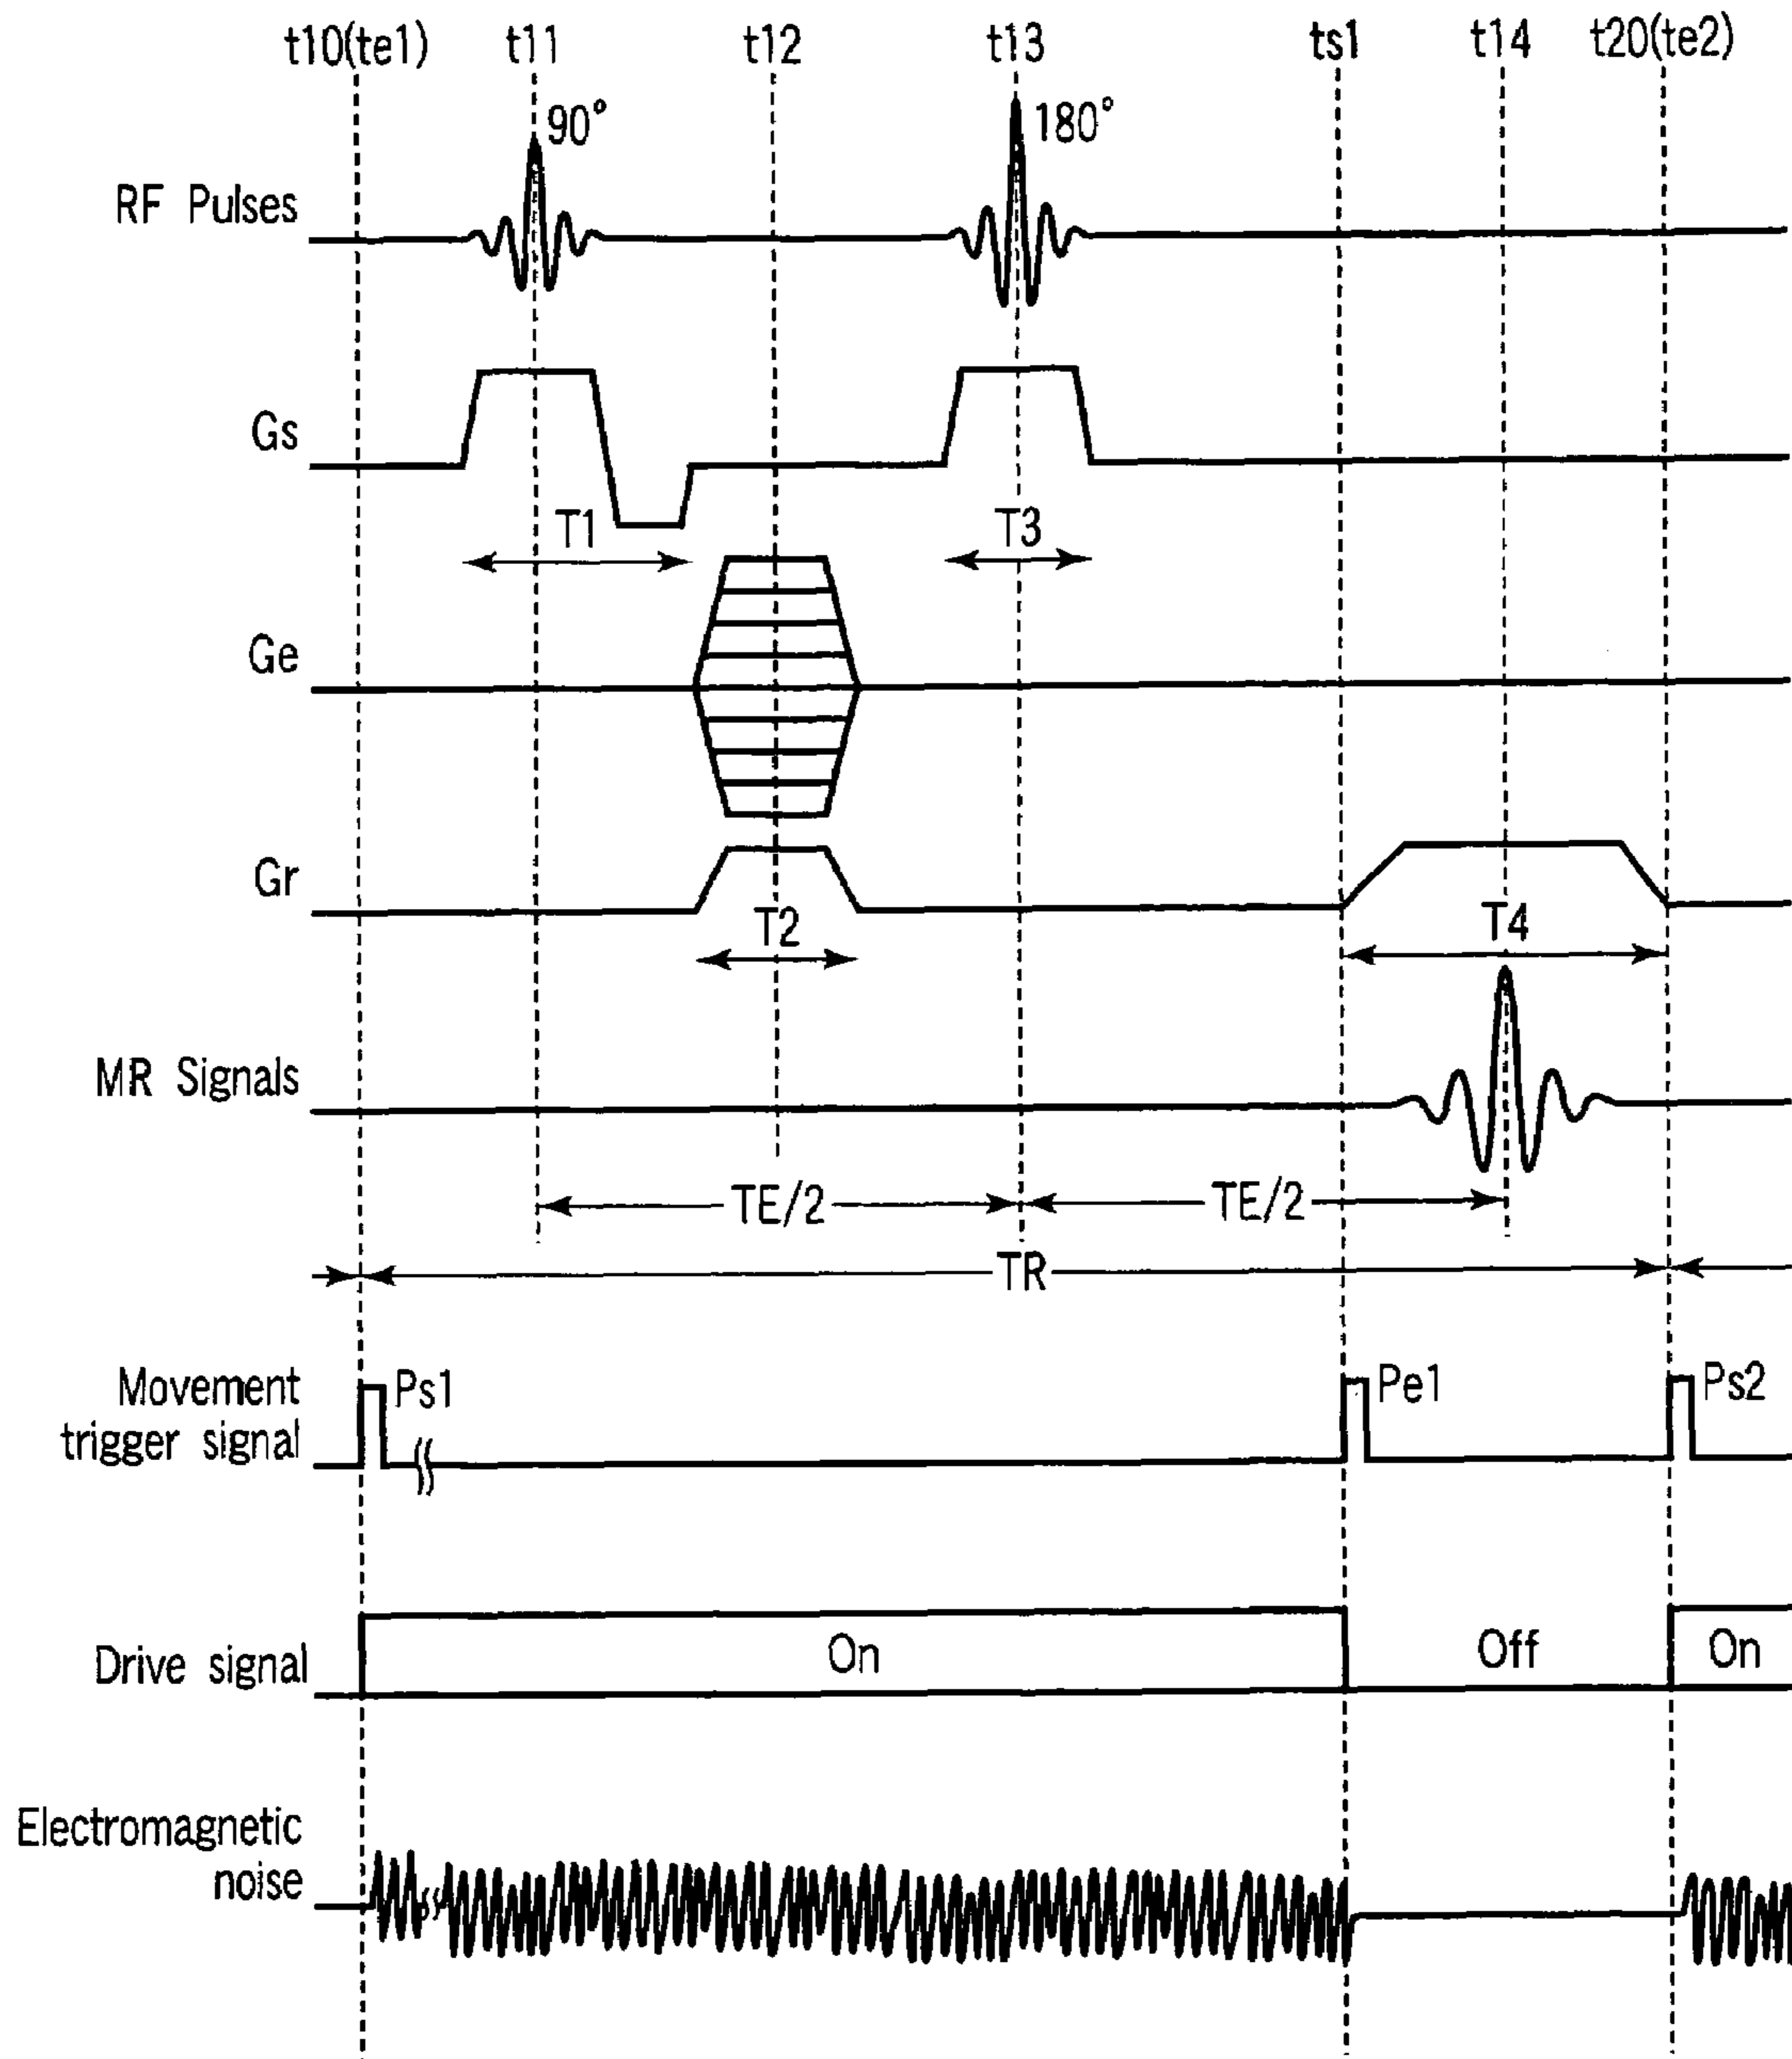 t10(te1) t11 t12 t13 ts1 t14 t20(te2)
90° 180°
RF Pulses
Gs
T1 T3
Ge
Gr
T2 T4
MR Signals
TE/2 TE/2
TR
Movement
trigger signal
Ps1 Pe1 Ps2
Drive signal
On Off On
Electromagnetic
noise